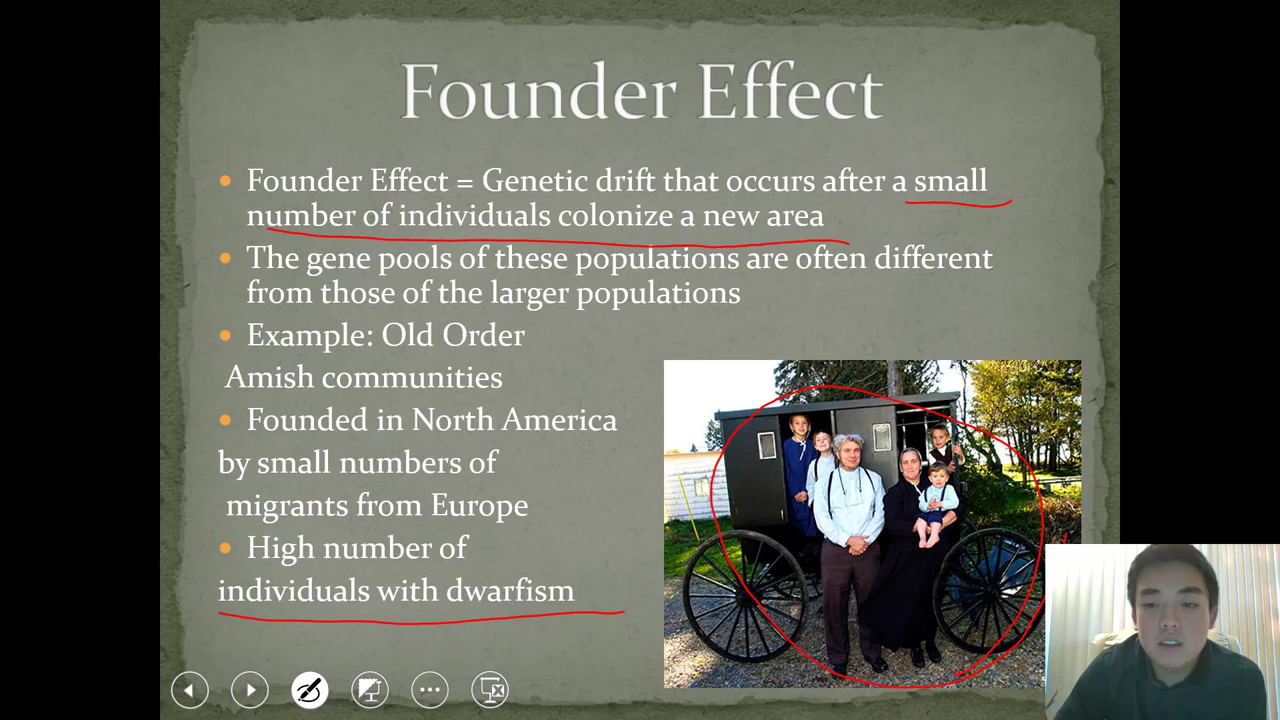 Founder Effect
• Founder Effect = Genetic drift that occurs after a small
number of individuals colonize a new area
• The gene pools of these populations are often different
from those of the larger populations
• Example: Old Order
Amish communities
• Founded in North America
by small numbers of
migrants from Europe
• High number of
individuals with dwarfism